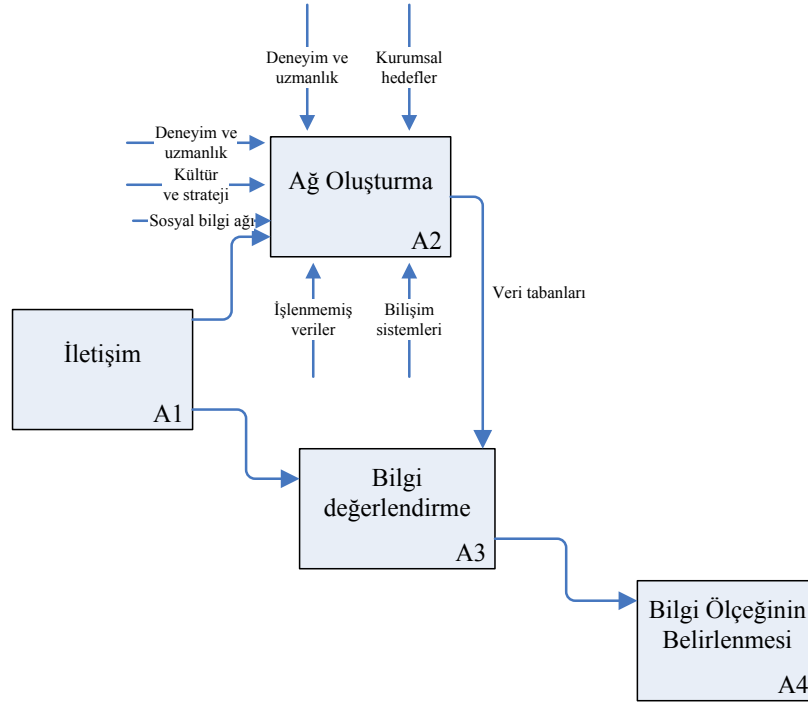 Deneyim ve
uzmanlık
Kurumsal
hedefler
Deneyim ve
uzmanlık
Kültür
ve strateji
Sosyal bilgi ağı
Ağ Oluşturma
A2
İşlenmemiş
veriler
Bilişim
sistemleri
Veri tabanları
İletişim
A1
Bilgi
değerlendirme
A3
Bilgi Ölçeğinin
Belirlenmesi
A4